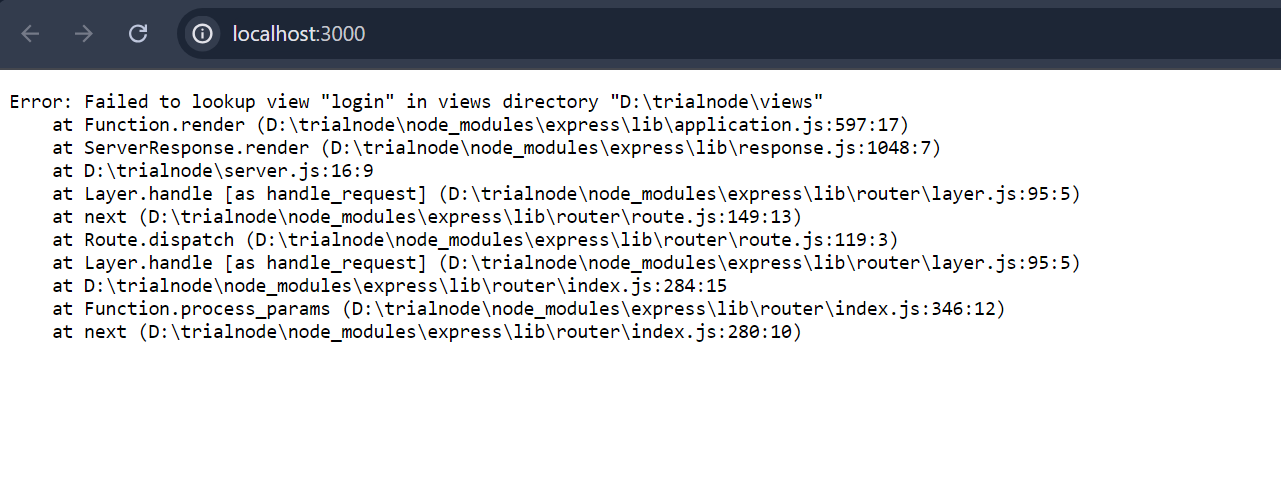 localhost:3000
Error: Failed to lookup view "login" in views directory "D:\trialnode\views"
    at Function.render (D:\trialnode\node_modules\express\lib\application.js:597:17)
    at ServerResponse.render (D:\trialnode\node_modules\express\lib\response.js:1048:7)
    at D:\trialnode\server.js:16:9
    at Layer.handle [as handle_request] (D:\trialnode\node_modules\express\lib\router\layer.js:95:5)
    at next (D:\trialnode\node_modules\express\lib\router\route.js:149:13)
    at Route.dispatch (D:\trialnode\node_modules\express\lib\router\route.js:119:3)
    at Layer.handle [as handle_request] (D:\trialnode\node_modules\express\lib\router\layer.js:95:5)
    at D:\trialnode\node_modules\express\lib\router\index.js:284:15
    at Function.process_params (D:\trialnode\node_modules\express\lib\router\index.js:346:12)
    at next (D:\trialnode\node_modules\express\lib\router\index.js:280:10)